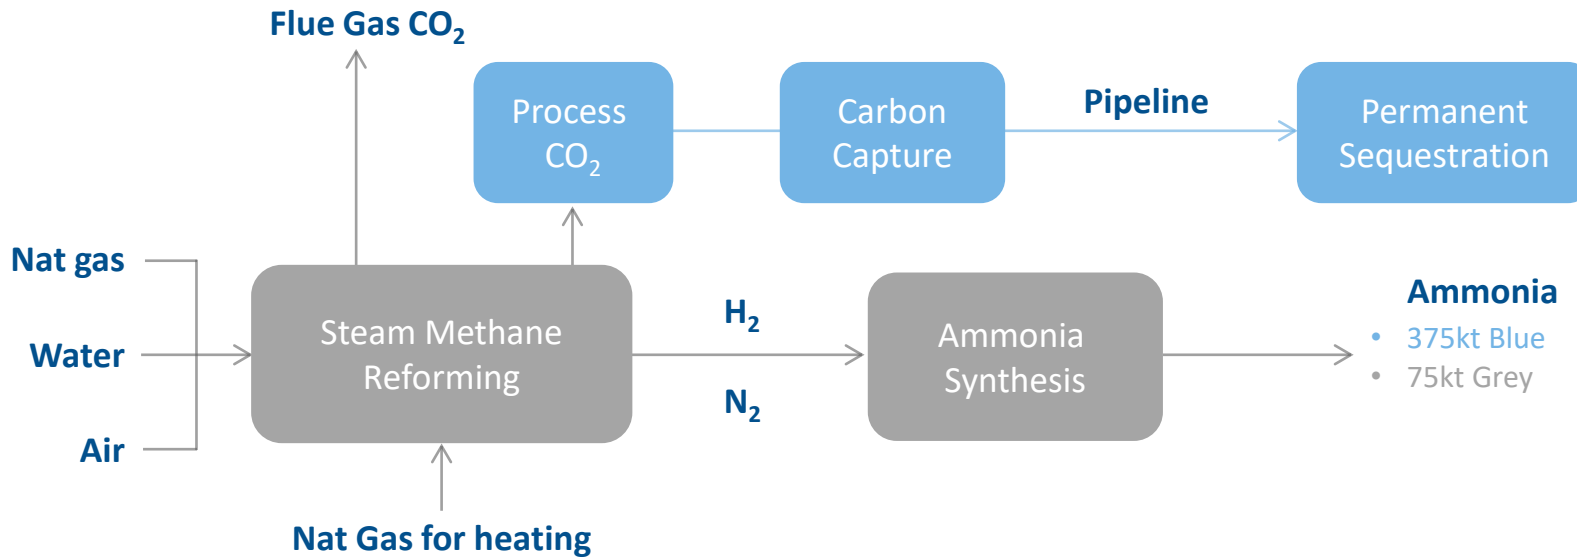 Flue Gas CO₂
Process
CO₂
Carbon
Capture
Pipeline
Permanent
Sequestration
Nat gas
Water
Air
Steam Methane
Reforming
H₂
N₂
Ammonia
Synthesis
Ammonia
• 375kt Blue
• 75kt Grey
Nat Gas for heating